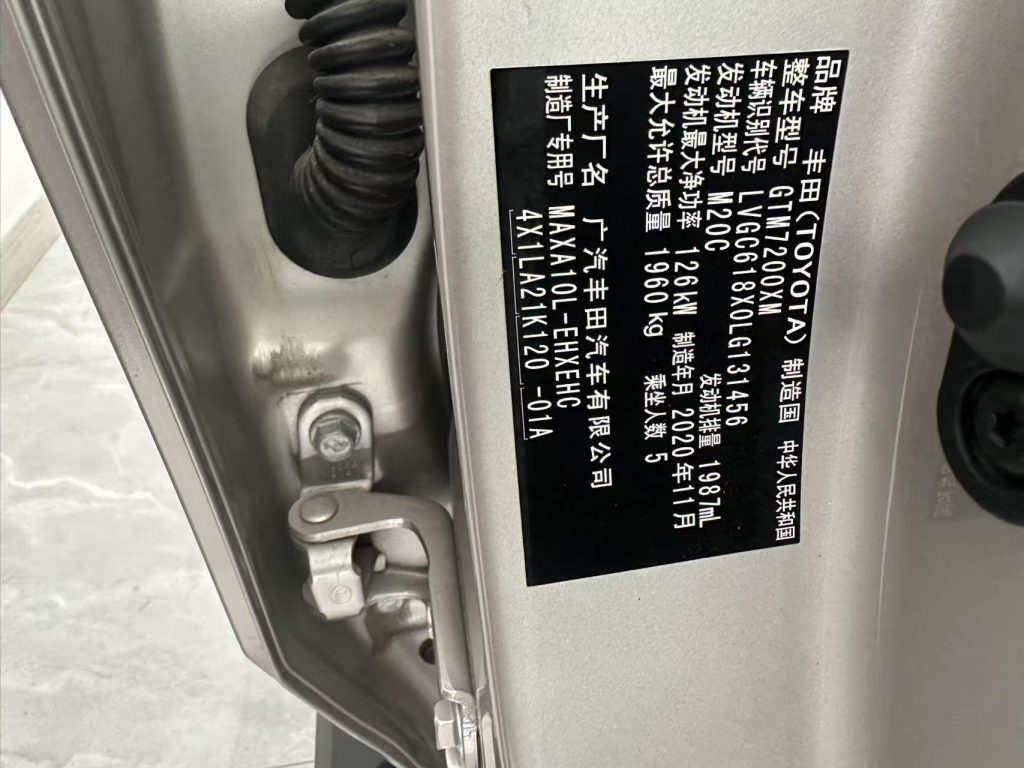 品牌 丰田(TOYOTA) 制造国 中华人民共和国
整车型号 GTM7200XM
车辆识别代号 LVGC618X0LG131456
发动机型号 M20C 发动机排量 1987mL
发动机最大净功率 126kW 制造年月 2020年11月
最大允许总质量 1960kg 乘坐人数 5
生产厂名 广汽丰田汽车有限公司
制造厂专用号 MAXA10L-EHXEHC
4X1LA21K120 -01A